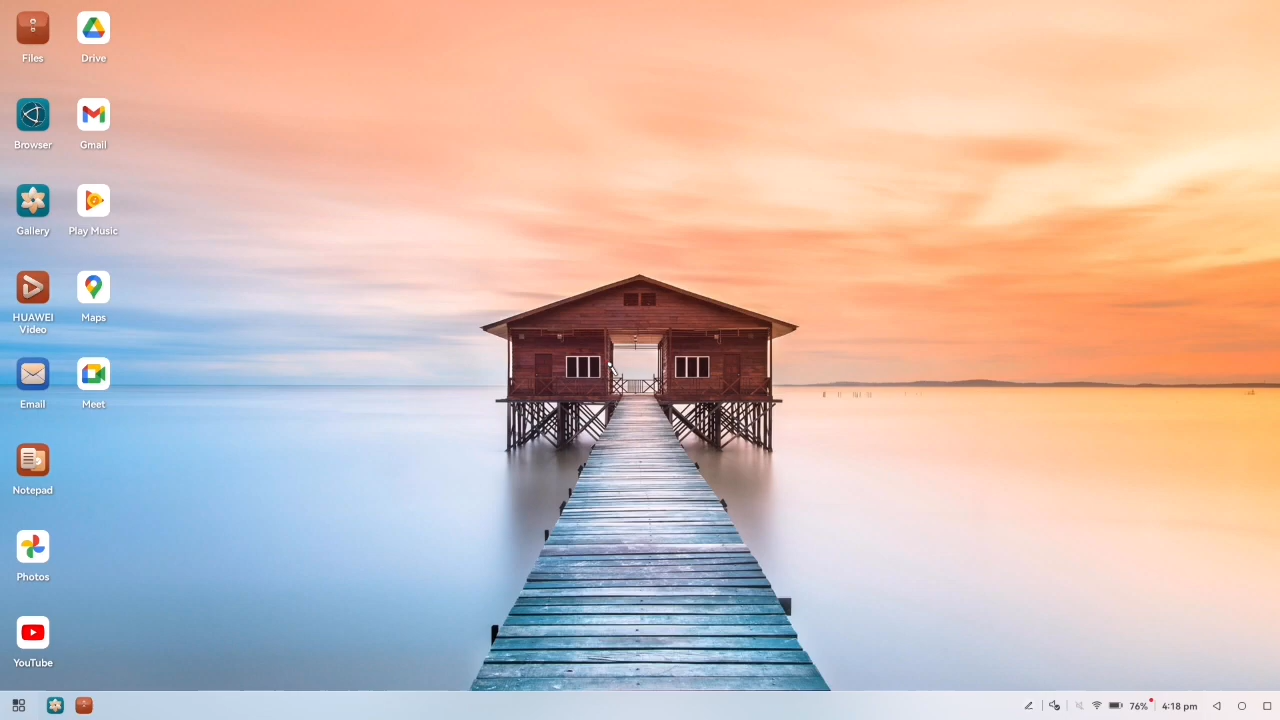 Files
Drive
Browser
Gmail
Gallery
Play Music
HUAWEI
Video
Maps
Email
Meet
Notepad
Photos
YouTube
76%
4:18 pm